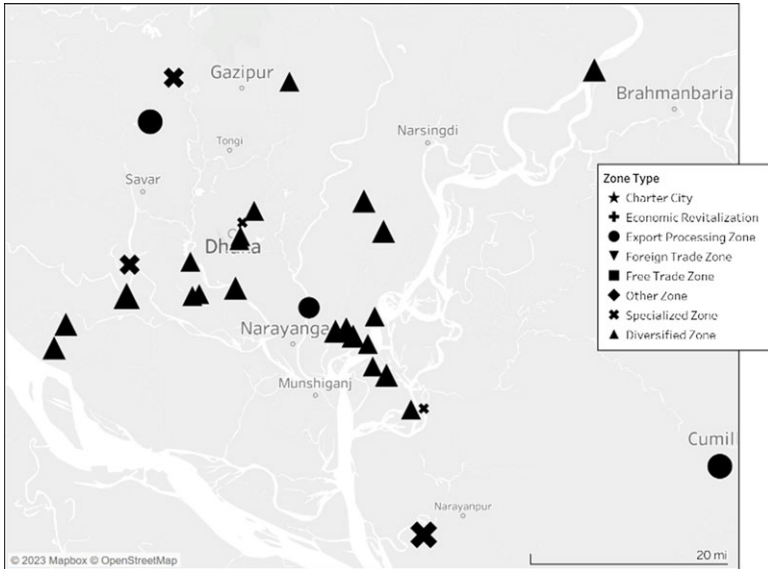 Gazipur
Brahmanbaria
Tongi
Narsingdi
Savar
Zone Type
Charter City
Economic Revitalization
Export Processing Zone
Foreign Trade Zone
Free Trade Zone
Other Zone
Specialized Zone
Diversified Zone
Dhaka
Narayanga
Munshiganj
Cumil
Narayanpur
20 mi
© 2023 Mapbox © OpenStreetMap